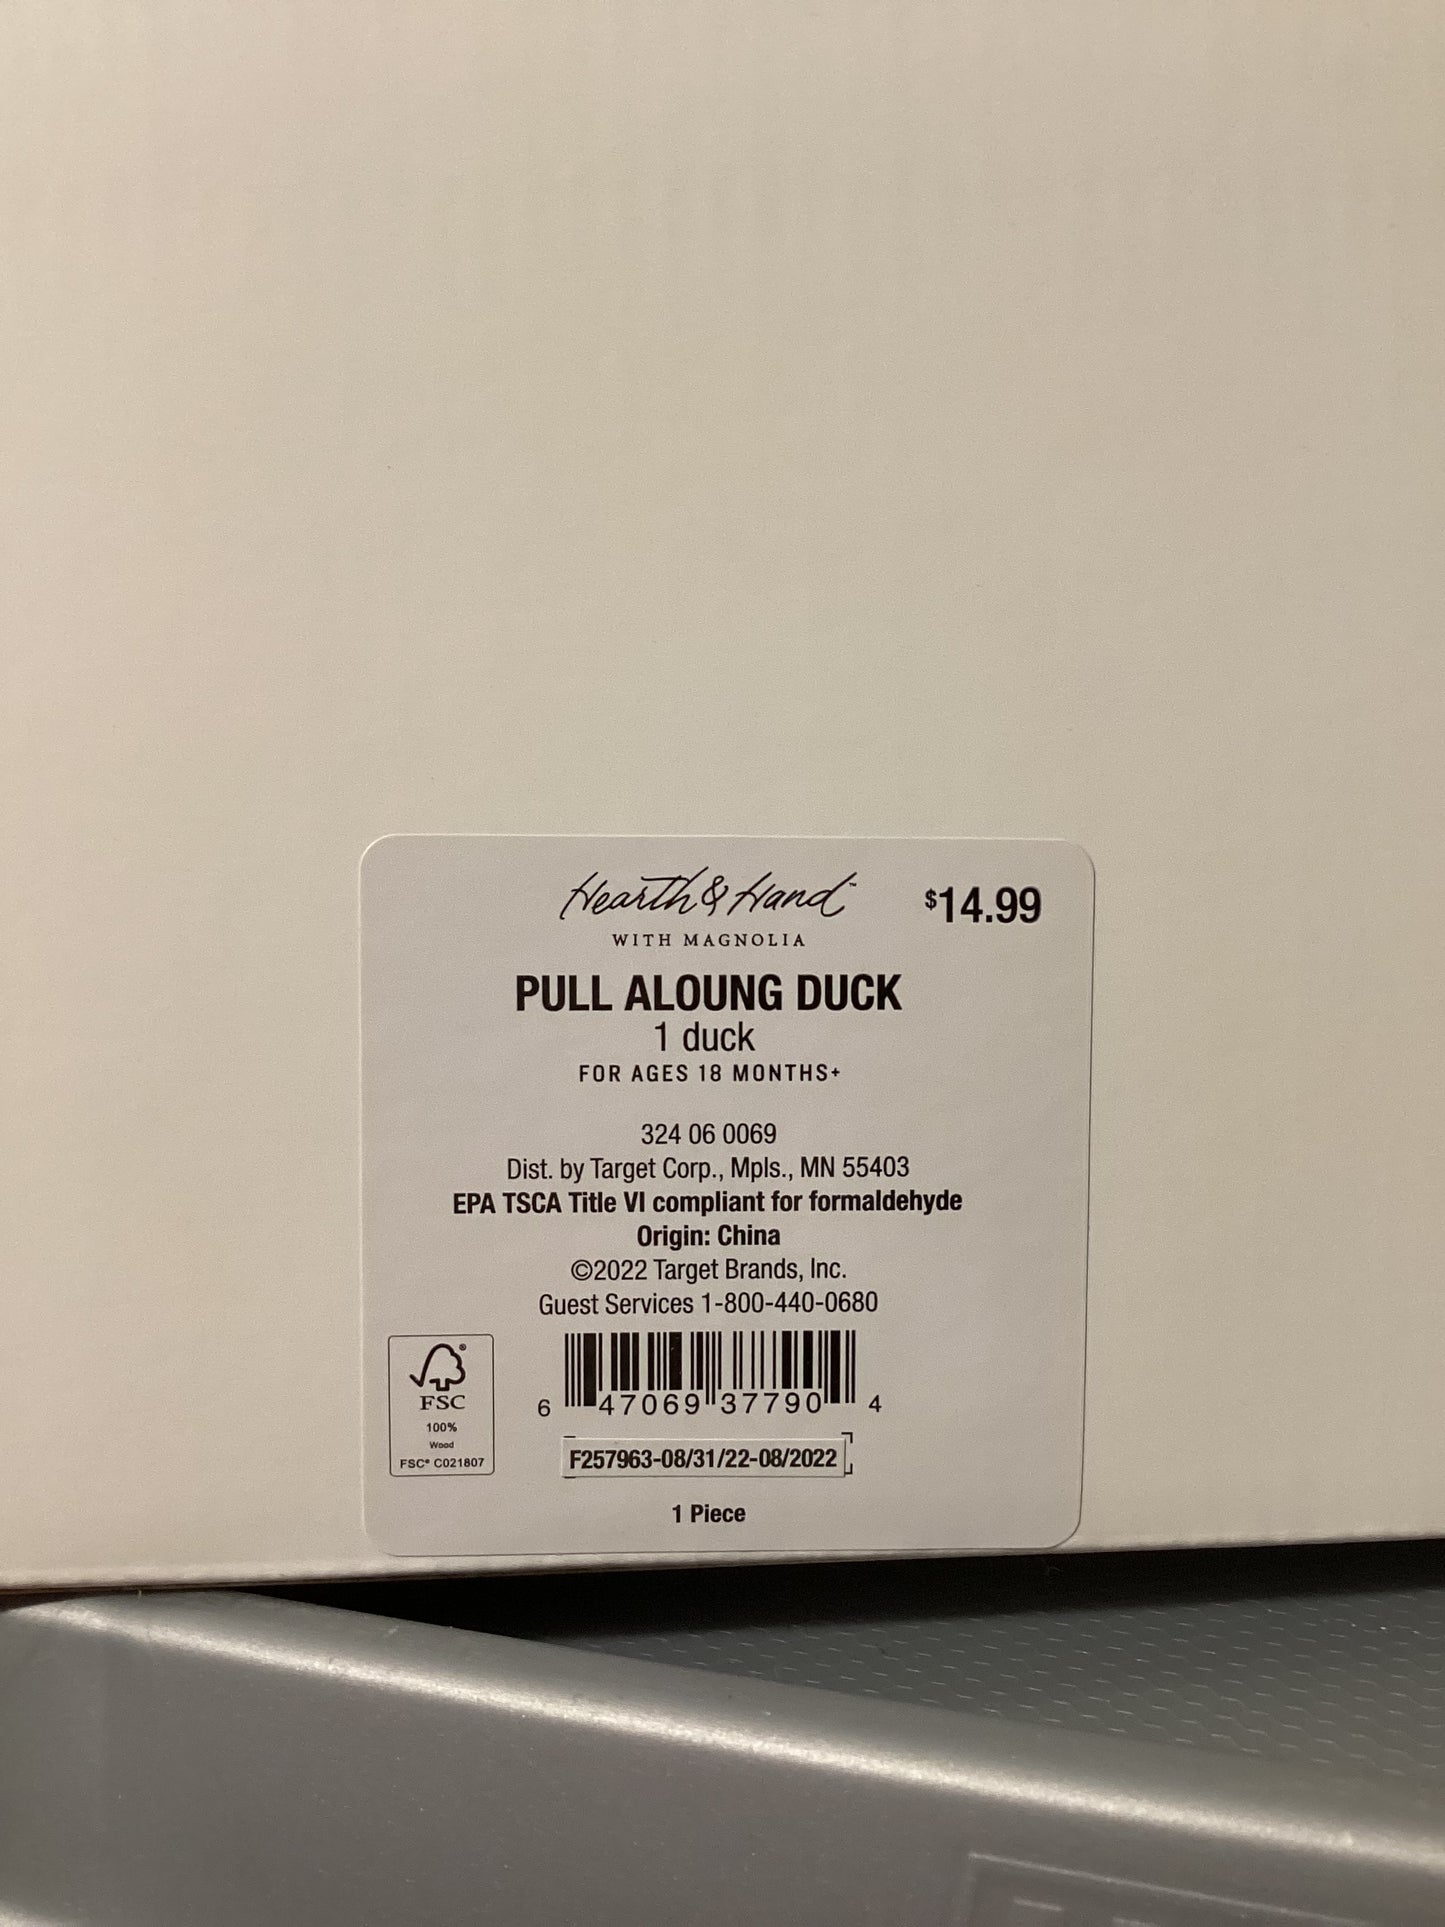 Hearth & Hand™ $14.99
WITH MAGNOLIA
PULL ALOUNG DUCK
1 duck
FOR AGES 18 MONTHS+
324 06 0069
Dist. by Target Corp., Mpls., MN 55403
EPA TSCA Title VI compliant for formaldehyde
Origin: China
©2022 Target Brands, Inc.
Guest Services 1-800-440-0680
®
FSC
100%
Wood
FSC® C021807
6 47069 37790 4
F257963-08/31/22-08/2022
1 Piece